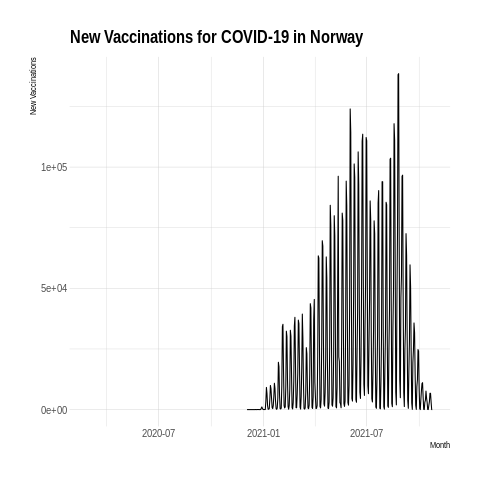 New Vaccinations for COVID-19 in Norway
New Vaccinations
1e+05
5e+04
0e+00
2020-07
2021-01
2021-07
Month